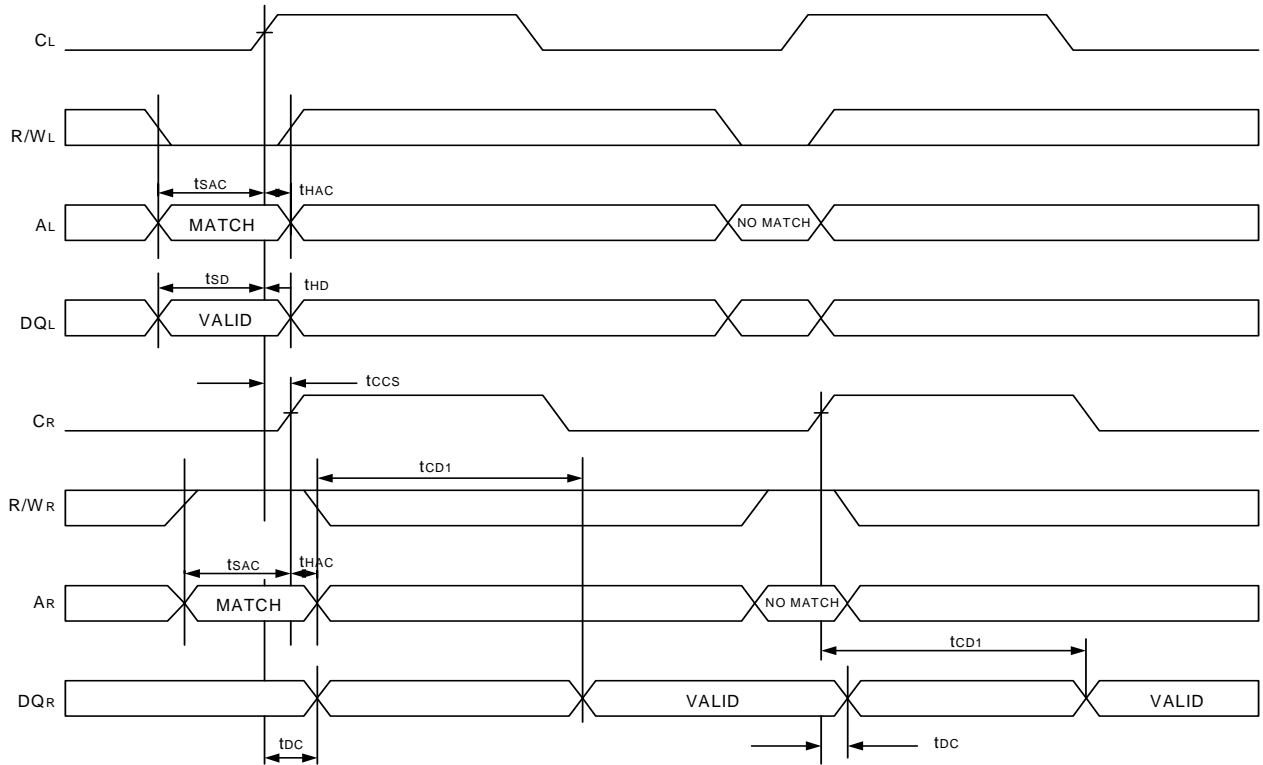 CL
R/WL
tSAC tHAC
AL MATCH NO MATCH
tSD tHD
DQL VALID
tCCS
CR
tCD1
R/WR
tSAC tHAC
AR MATCH NO MATCH
tCD1
DQR VALID VALID
tDC tDC